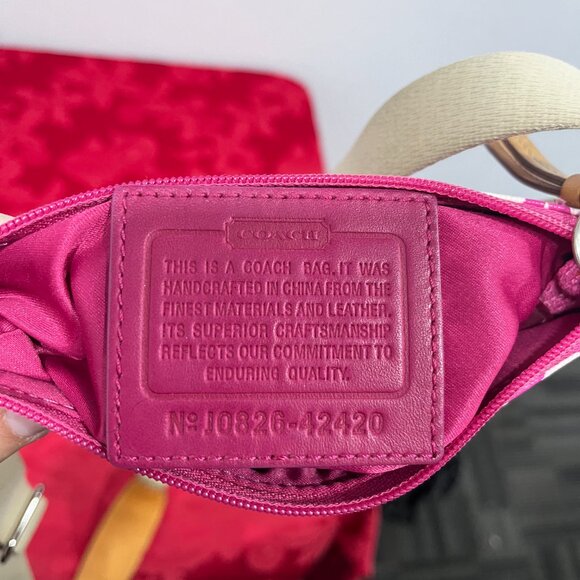 COACH
THIS IS A COACH BAG. IT WAS
HANDCRAFTED IN CHINA FROM THE
FINEST MATERIALS AND LEATHER.
ITS SUPERIOR CRAFTSMANSHIP
REFLECTS OUR COMMITMENT TO
ENDURING QUALITY.
Nº J0826-42420